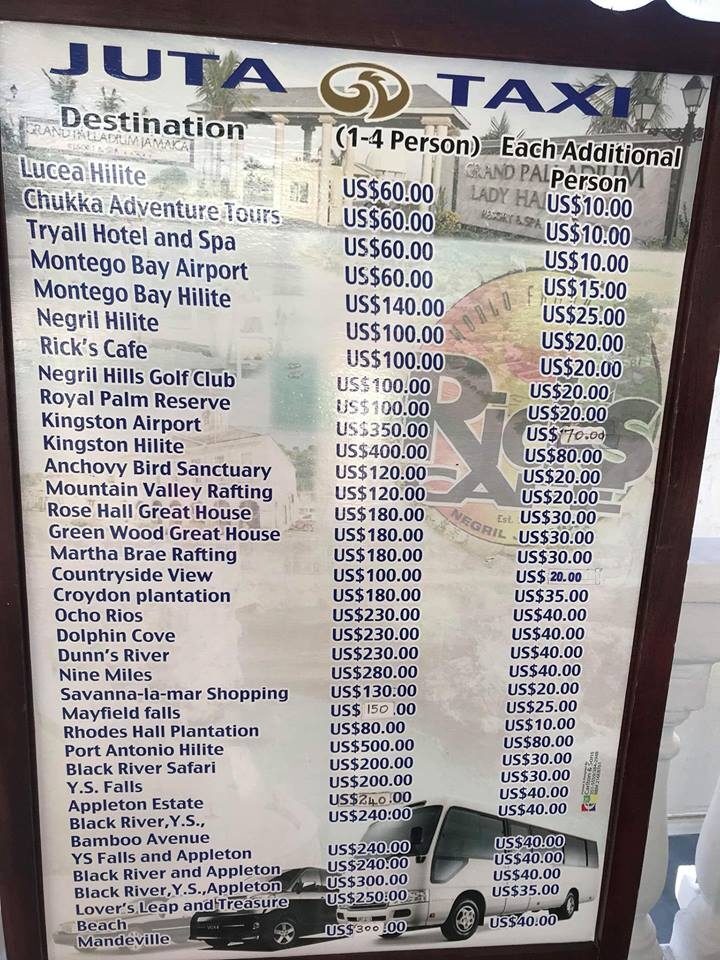 JUTA TAXI
Destination (1-4 Person) Each Additional Person
Lucea Hilite US$60.00 US$10.00
Chukka Adventure Tours US$60.00 US$10.00
Tryall Hotel and Spa US$60.00 US$10.00
Montego Bay Airport US$60.00 US$15.00
Montego Bay Hilite US$140.00 US$25.00
Negril Hilite US$100.00 US$20.00
Rick's Cafe US$100.00 US$20.00
Negril Hills Golf Club US$100.00 US$20.00
Royal Palm Reserve US$100.00 US$20.00
Kingston Airport US$350.00 US$70.00
Kingston Hilite US$400.00 US$80.00
Anchovy Bird Sanctuary US$120.00 US$20.00
Mountain Valley Rafting US$120.00 US$20.00
Rose Hall Great House US$180.00 US$30.00
Green Wood Great House US$180.00 US$30.00
Martha Brae Rafting US$180.00 US$30.00
Countryside View US$100.00 US$20.00
Croydon plantation US$180.00 US$35.00
Ocho Rios US$230.00 US$40.00
Dolphin Cove US$230.00 US$40.00
Dunn's River US$230.00 US$40.00
Nine Miles US$280.00 US$40.00
Savanna-la-mar Shopping US$130.00 US$20.00
Mayfield falls US$150.00 US$25.00
Rhodes Hall Plantation US$80.00 US$10.00
Port Antonio Hilite US$500.00 US$80.00
Black River Safari US$200.00 US$30.00
Y.S. Falls US$200.00 US$30.00
Appleton Estate US$240.00 US$40.00
Black River,Y.S., US$240.00 US$40.00
Bamboo Avenue
YS Falls and Appleton US$240.00 US$40.00
Black River and Appleton US$240.00 US$40.00
Black River,Y.S.,Appleton US$300.00 US$40.00
Lover's Leap and Treasure US$250.00 US$35.00
Beach
Mandeville US$300.00 US$40.00
GRAND PALLADIUM JAMAICA
GRAND PALLADIUM
LADY HA
RESORT & SPA
WORLD
Rick's
Est.
NEGRIL